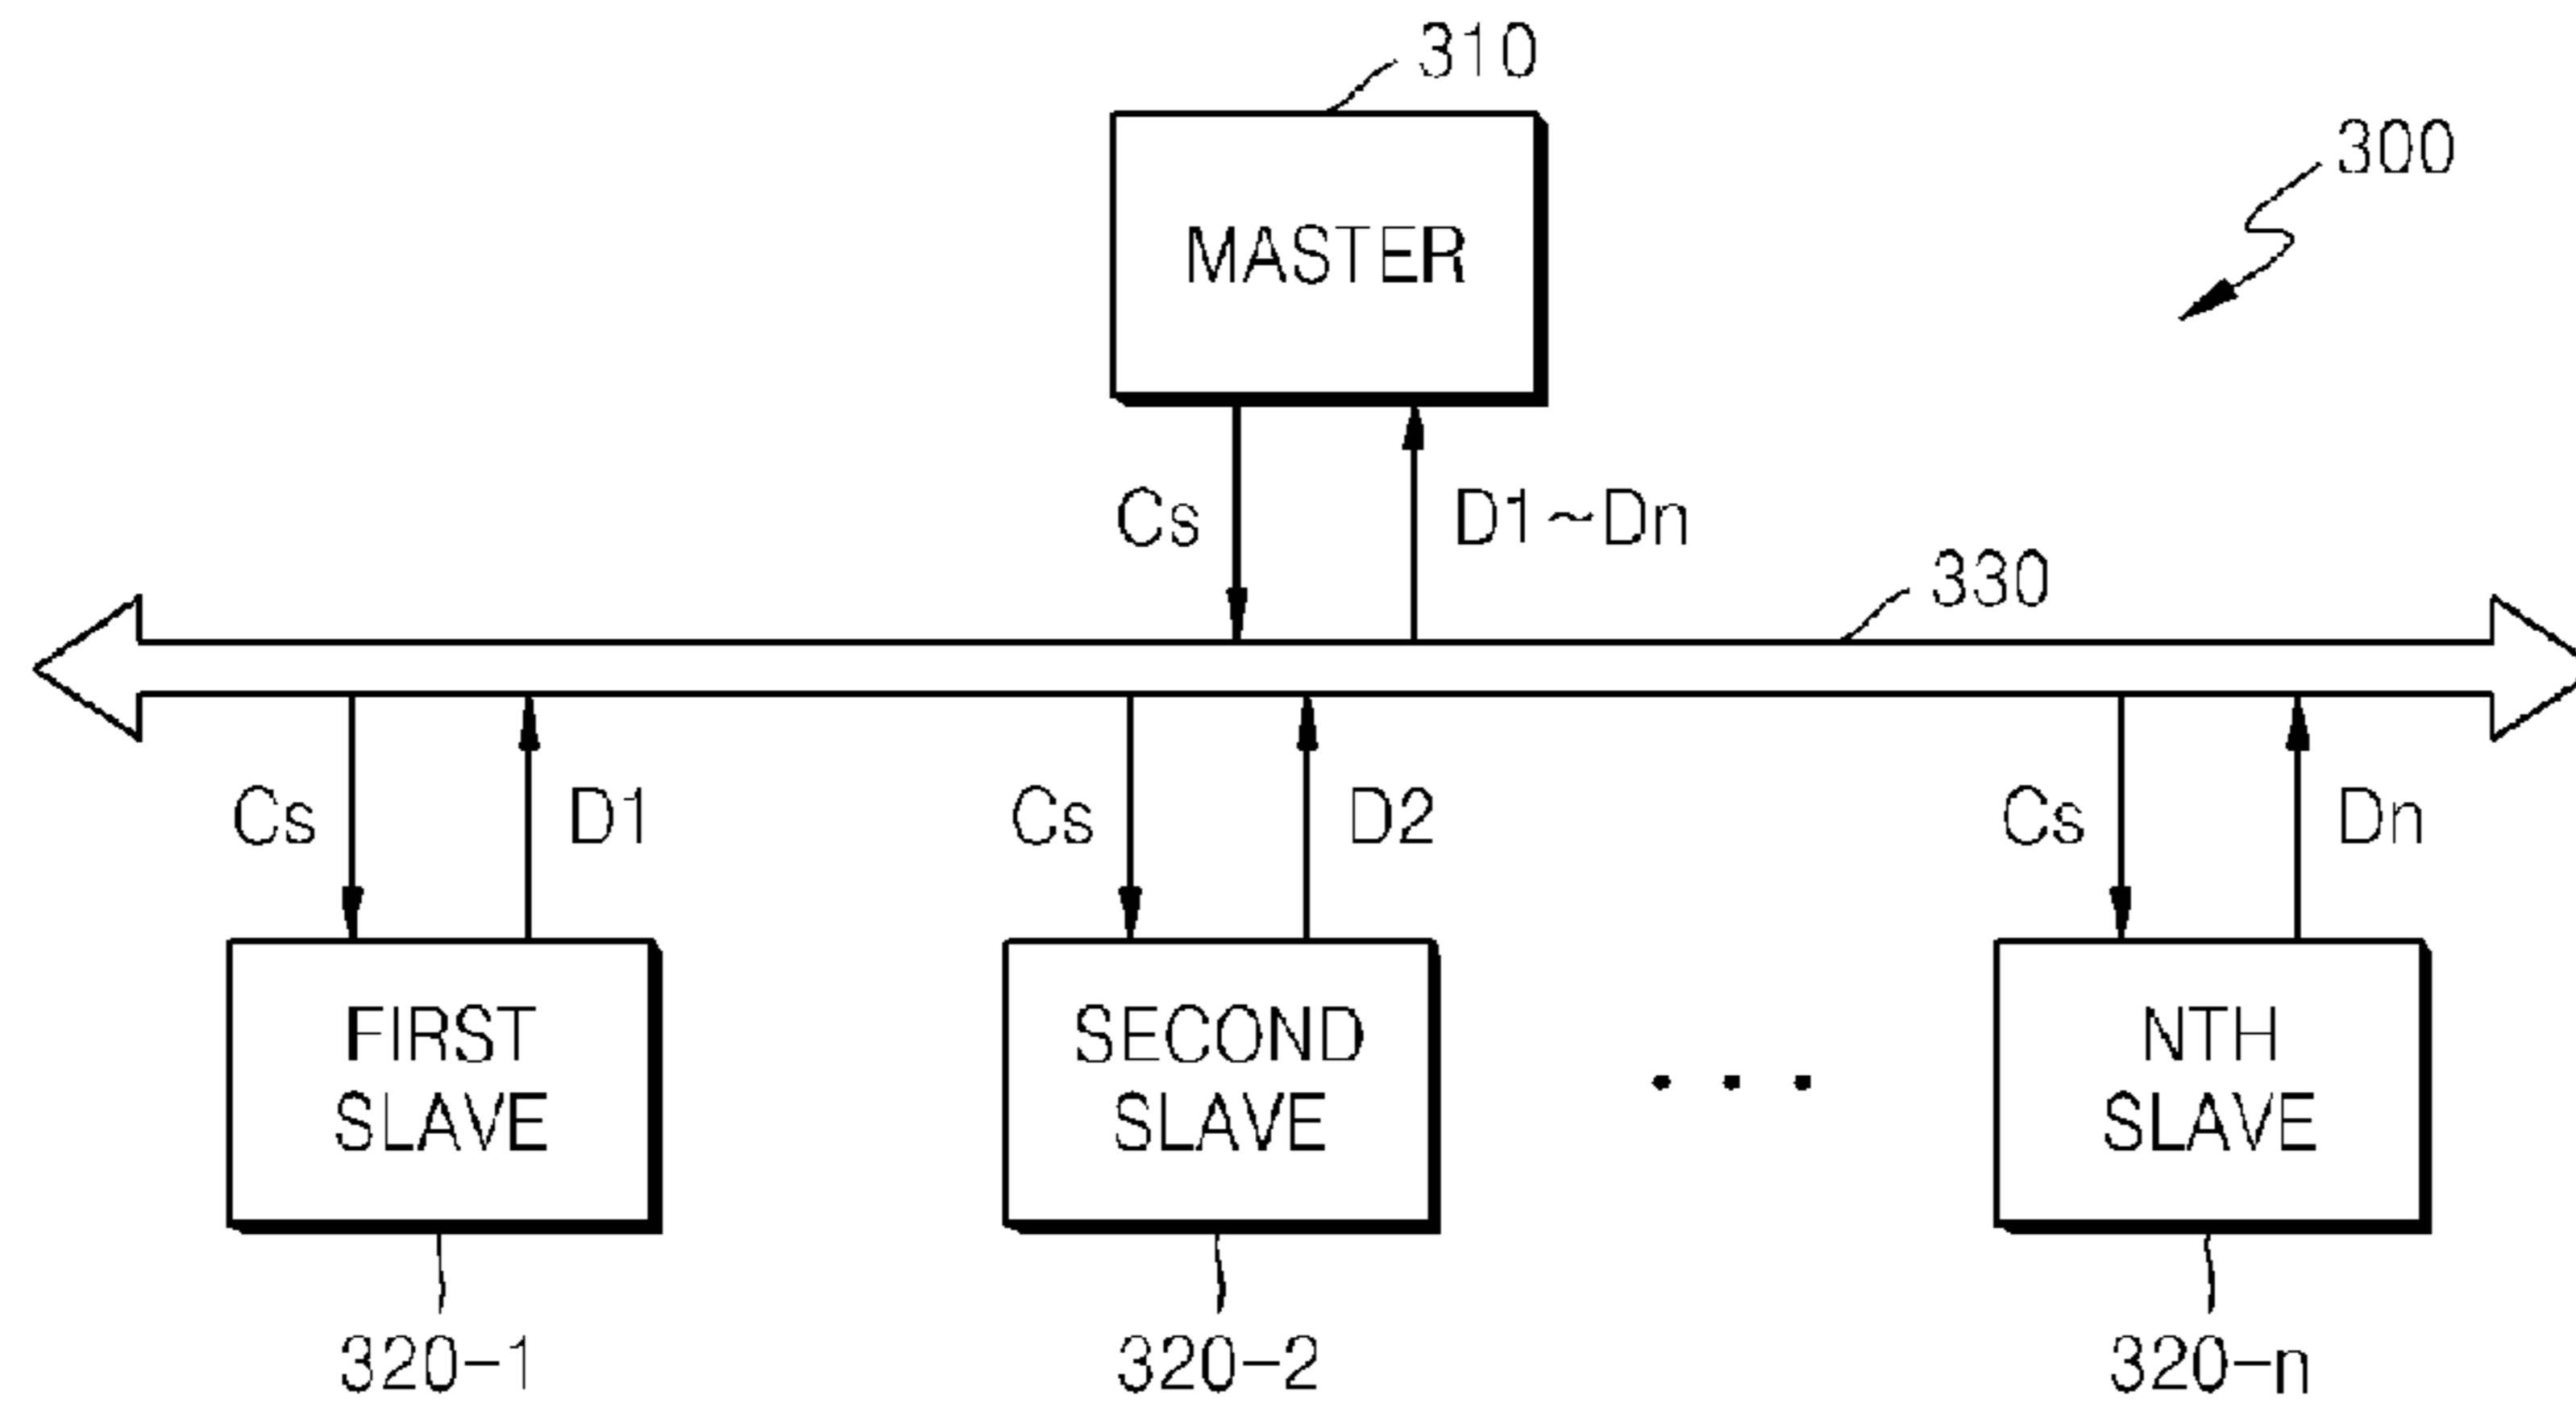 310
300
MASTER
Cs
D1~Dn
330
Cs
D1
Cs
D2
Cs
Dn
FIRST
SLAVE
SECOND
SLAVE
NTH
SLAVE
320-1
320-2
320-n